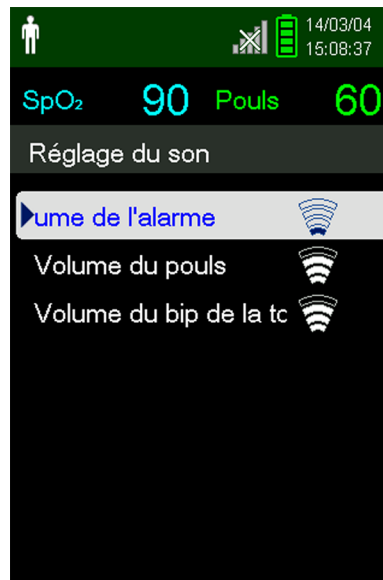 14/03/04
15:08:37
SpO₂ 90 Pouls 60
Réglage du son
ume de l'alarme
Volume du pouls
Volume du bip de la tc